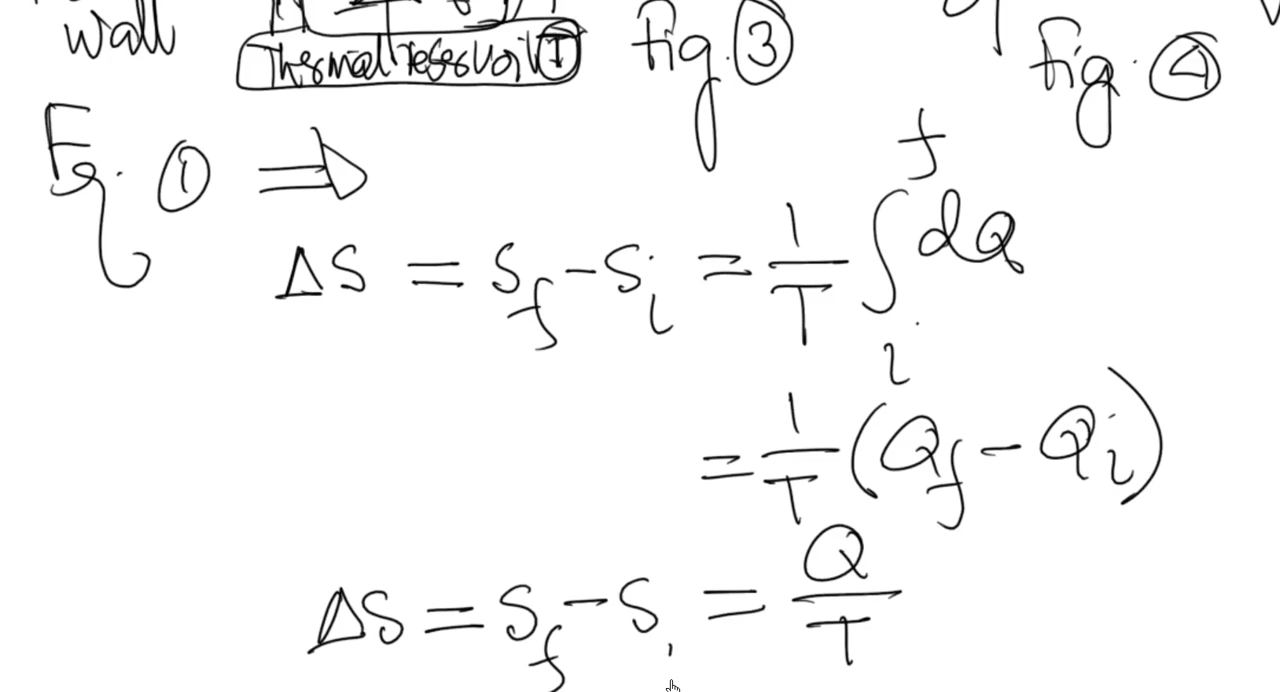 wall
Thermal reservoir T
fig. ③
fig. ④
Eq. ① ⇒
ΔS = S_f - S_i = 1/T ∫_i^f dQ
= 1/T (Q_f - Q_i)
ΔS = S_f - S_i = Q/T